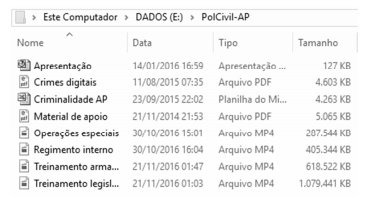 > Este Computador > DADOS (E:) > PolCivil-AP
Nome Data Tipo Tamanho
Apresentação 14/01/2016 16:59 Apresentação ... 127 KB
Crimes digitais 11/08/2015 07:35 Arquivo PDF 4.603 KB
Criminalidade AP 23/09/2015 22:02 Planilha do Mi... 4.263 KB
Material de apoio 21/11/2014 21:53 Arquivo PDF 5.065 KB
Operações especiais 30/10/2016 15:01 Arquivo MP4 287.544 KB
Regimento interno 30/10/2016 16:04 Arquivo MP4 405.344 KB
Treinamento arma... 21/11/2016 01:47 Arquivo MP4 618.522 KB
Treinamento legisl... 21/11/2016 01:03 Arquivo MP4 1.079.441 KB